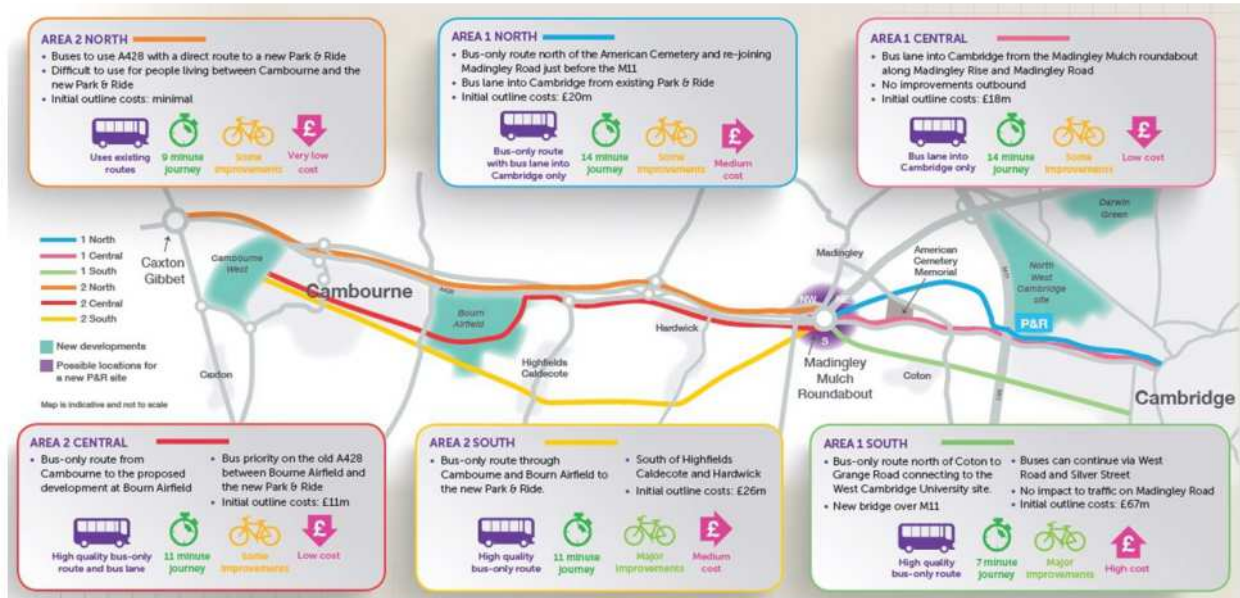 AREA 2 NORTH
• Buses to use A428 with a direct route to a new Park & Ride
• Difficult to use for people living between Cambourne and the
new Park & Ride
• Initial outline costs: minimal
Uses existing
routes
9 minute
journey
Some
improvements
£
Very low
cost
AREA 1 NORTH
• Bus-only route north of the American Cemetery and re-joining
Madingley Road just before the M11
• Bus lane into Cambridge from existing Park & Ride
• Initial outline costs: £20m
Bus-only route
with bus lane into
Cambridge only
14 minute
journey
Some
improvements
£
Medium
cost
AREA 1 CENTRAL
• Bus lane into Cambridge from the Madingley Mulch roundabout
along Madingley Rise and Madingley Road
• No improvements outbound
• Initial outline costs: £18m
Bus lane into
Cambridge only
14 minute
journey
Some
improvements
£
Low cost
1 North
1 Central
1 South
2 North
2 Central
2 South
New developments
Possible locations for
a new P&R site
Map is indicative and not to scale
Caxton
Gibbet
Cambourne
West
Cambourne
Caxton
Bourn
Airfield
Highfields
Caldecote
Hardwick
Madingley
NW
S
Madingley
Mulch
Roundabout
American
Cemetery
Memorial
Coton
M11
M11
P&R
North
West
Cambridge
site
Darwin
Green
Cambridge
AREA 2 CENTRAL
• Bus-only route from
Cambourne to the proposed
development at Bourn Airfield
• Bus priority on the old A428
between Bourne Airfield and
the new Park & Ride
• Initial outline costs: £11m
High quality bus-only
route and bus lane
11 minute
journey
Some
improvements
£
Low cost
AREA 2 SOUTH
• Bus-only route through
Cambourne and Bourn Airfield to
the new Park & Ride.
• South of Highfields
Caldecote and Hardwick
• Initial outline costs: £26m
High quality
bus-only route
11 minute
journey
Major
improvements
£
Medium
cost
AREA 1 SOUTH
• Bus-only route north of Coton to
Grange Road connecting to the
West Cambridge University site.
• New bridge over M11
• Buses can continue via West
Road and Silver Street
• No impact to traffic on Madingley Road
• Initial outline costs: £67m
High quality
bus-only route
7 minute
journey
Major
improvements
£
High cost